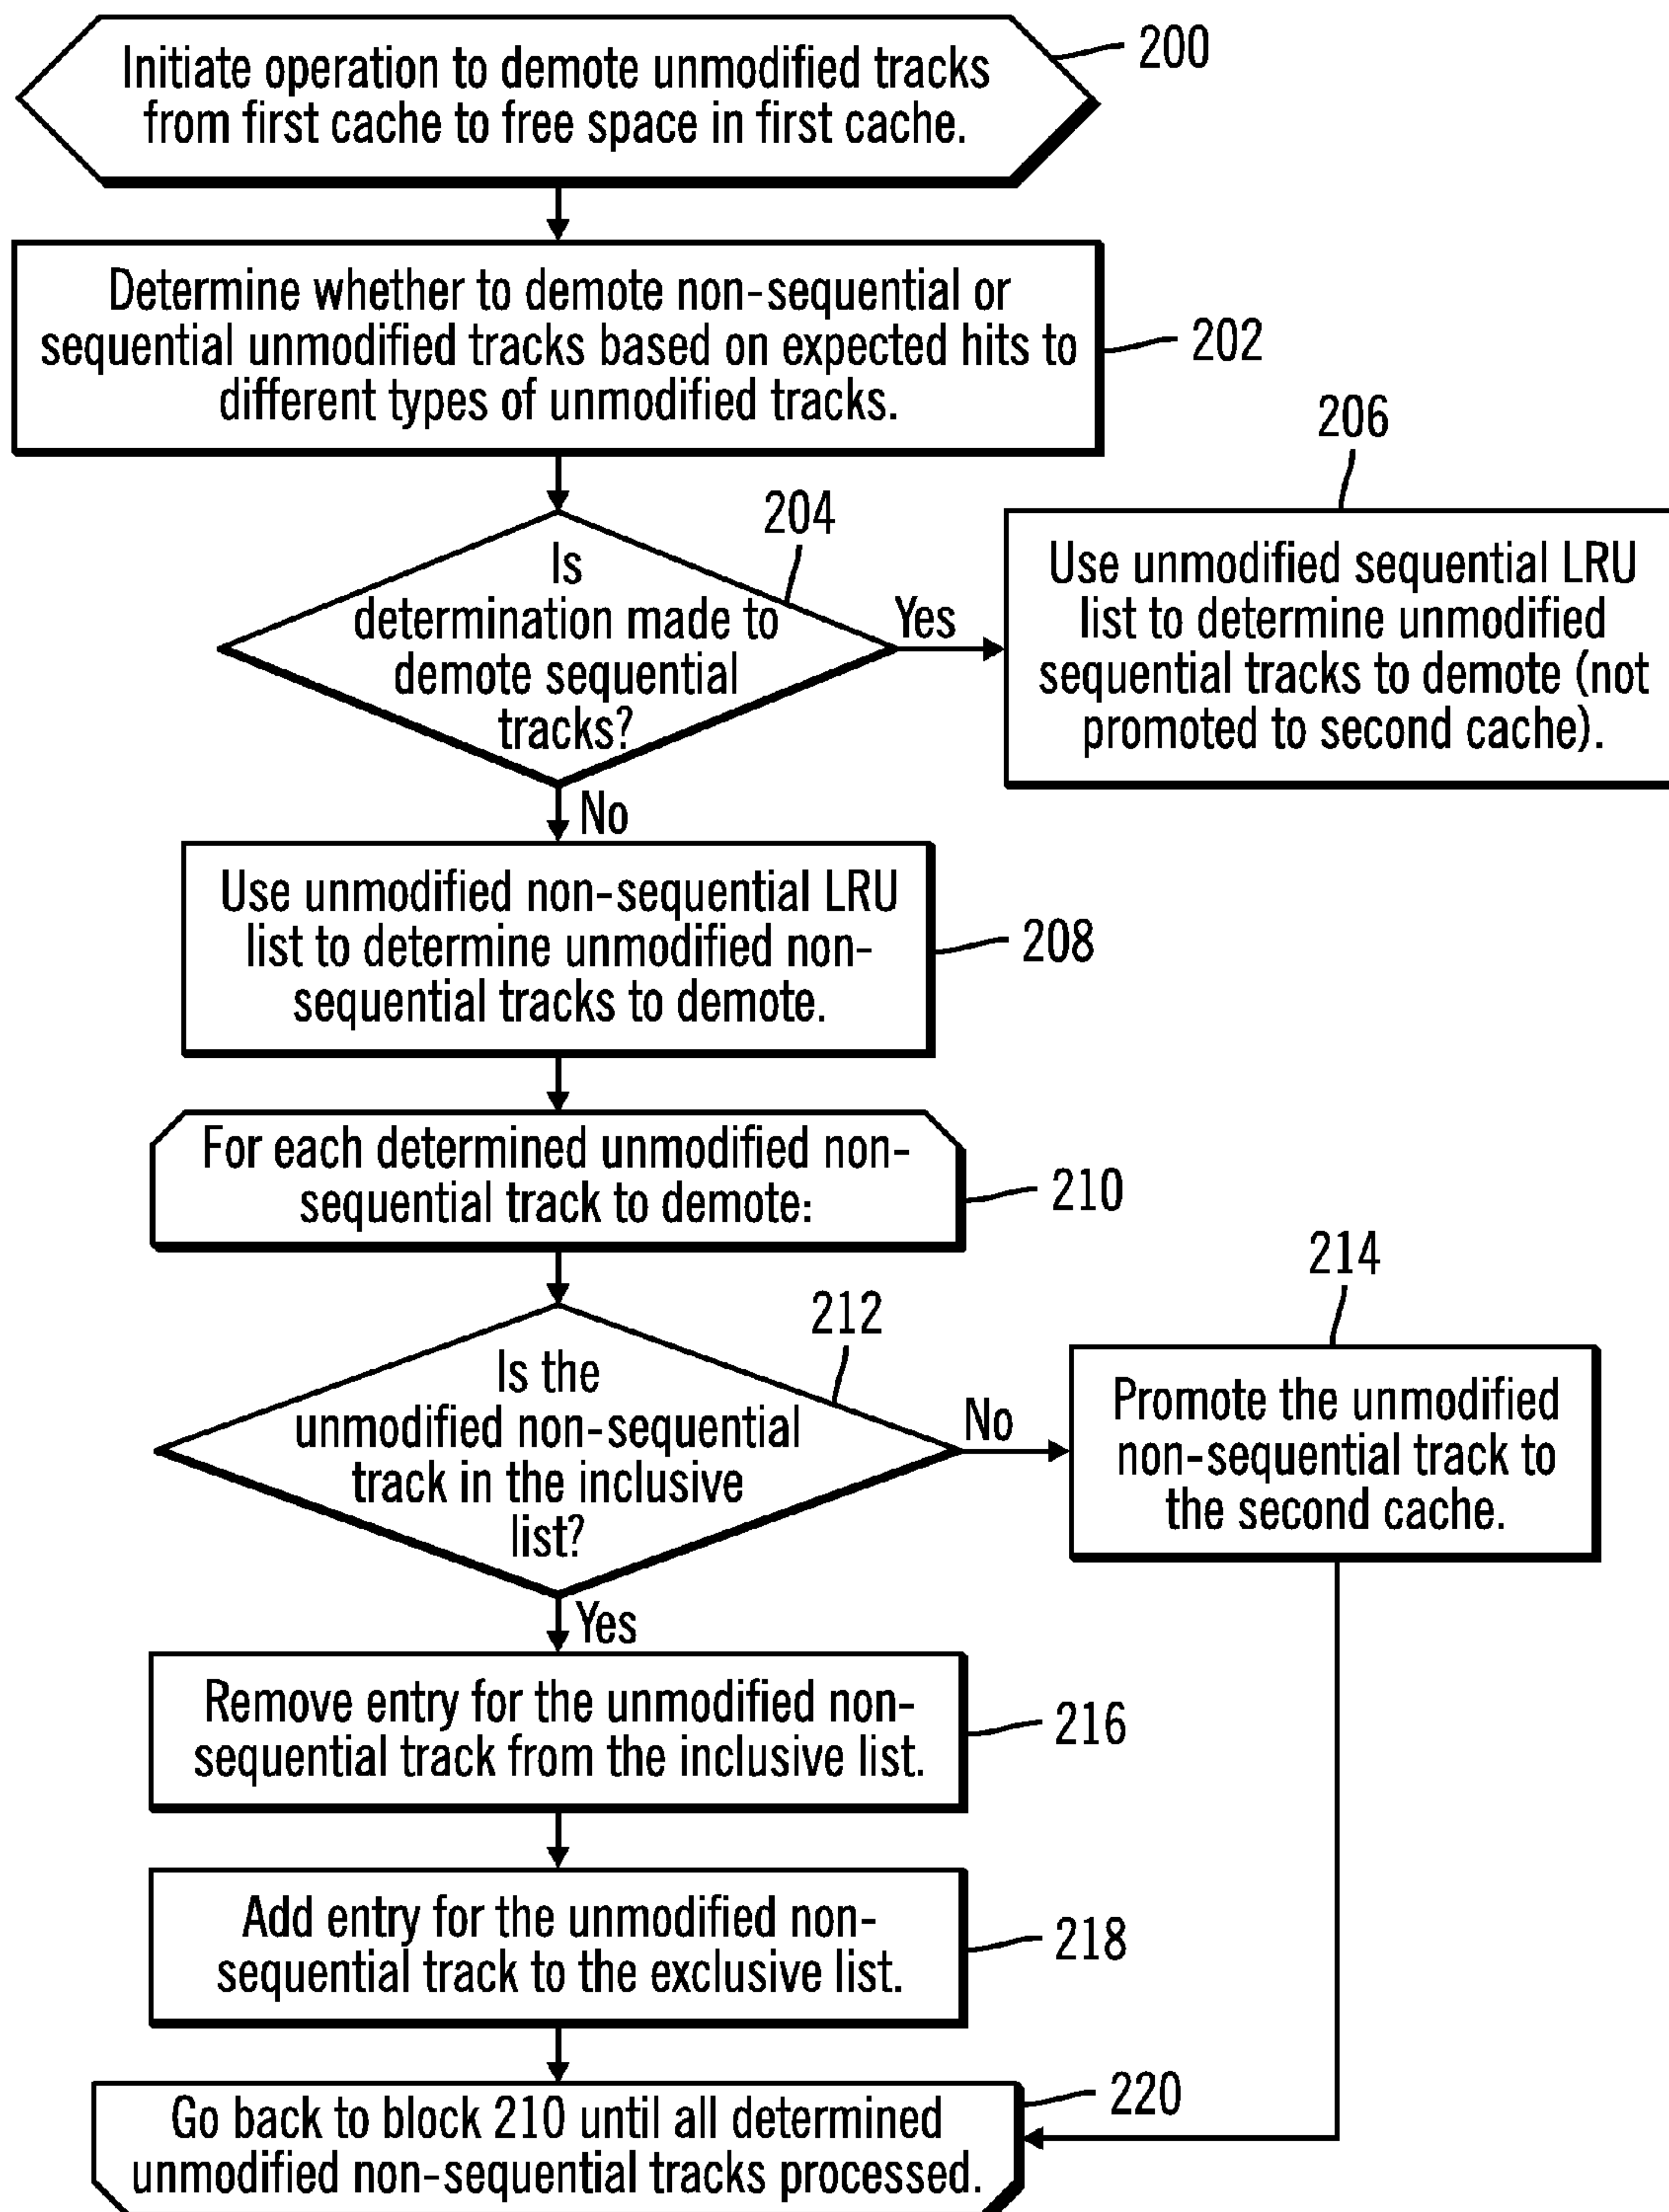 Initiate operation to demote unmodified tracks
from first cache to free space in first cache.
200
Determine whether to demote non-sequential or
sequential unmodified tracks based on expected hits to
different types of unmodified tracks.
202
204
Is
determination made to
demote sequential
tracks?
Yes
206
Use unmodified sequential LRU
list to determine unmodified
sequential tracks to demote (not
promoted to second cache).
No
Use unmodified non-sequential LRU
list to determine unmodified non-
sequential tracks to demote.
208
For each determined unmodified non-
sequential track to demote:
210
212
Is the
unmodified non-sequential
track in the inclusive
list?
No
214
Promote the unmodified
non-sequential track to
the second cache.
Yes
Remove entry for the unmodified non-
sequential track from the inclusive list.
216
Add entry for the unmodified non-
sequential track to the exclusive list.
218
Go back to block 210 until all determined
unmodified non-sequential tracks processed.
220